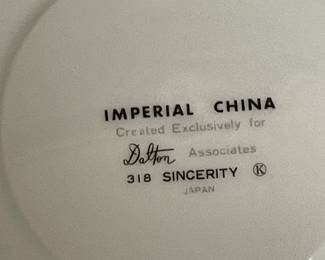 IMPERIAL CHINA
Created Exclusively for
Dalton Associates
318 SINCERITY Ⓚ
JAPAN